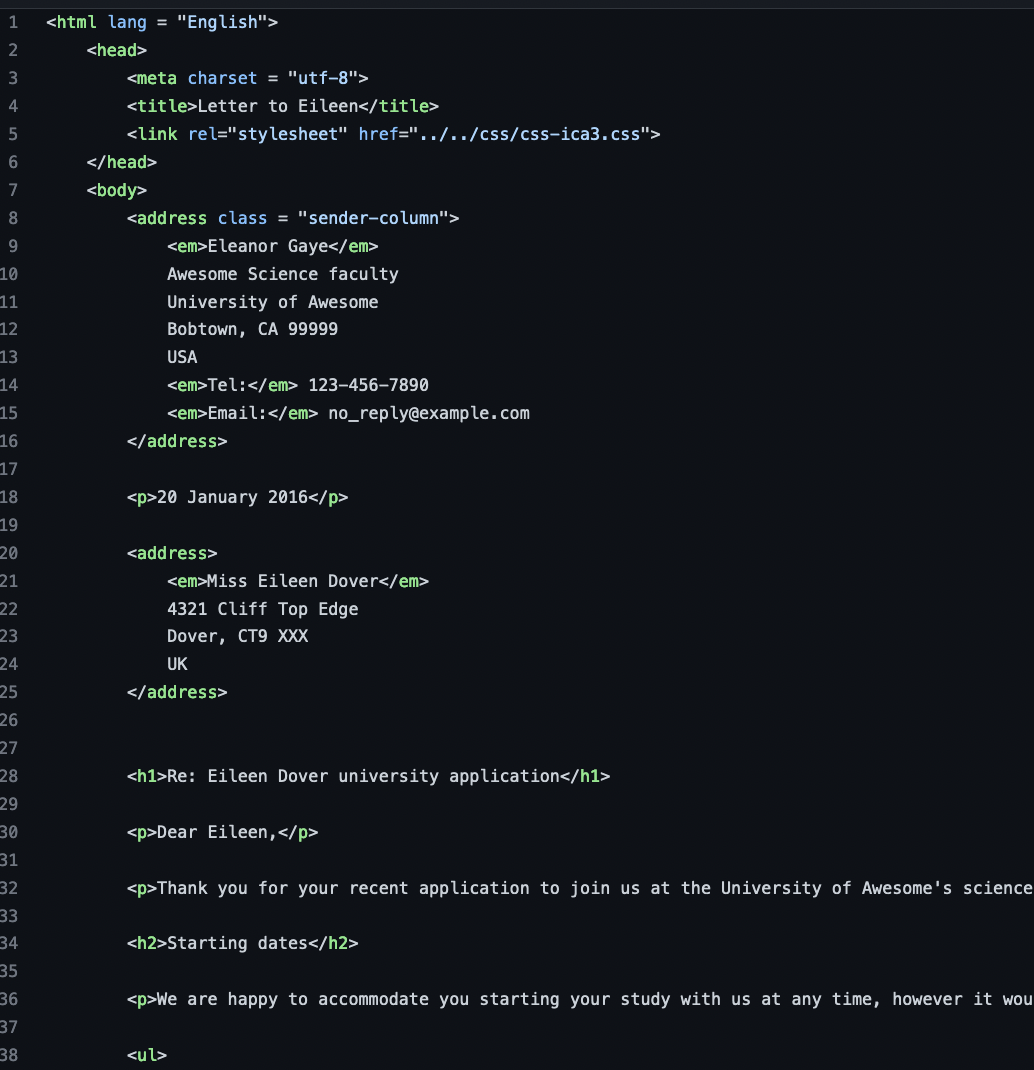 1 <html lang = "English">
2 <head>
3 <meta charset = "utf-8">
4 <title>Letter to Eileen</title>
5 <link rel="stylesheet" href="../../css/css-ica3.css">
6 </head>
7 <body>
8 <address class = "sender-column">
9 <em>Eleanor Gaye</em>
10 Awesome Science faculty
11 University of Awesome
12 Bobtown, CA 99999
13 USA
14 <em>Tel:</em> 123-456-7890
15 <em>Email:</em> no_reply@example.com
16 </address>
17
18 <p>20 January 2016</p>
19
20 <address>
21 <em>Miss Eileen Dover</em>
22 4321 Cliff Top Edge
23 Dover, CT9 XXX
24 UK
25 </address>
26
27
28 <h1>Re: Eileen Dover university application</h1>
29
30 <p>Dear Eileen,</p>
31
32 <p>Thank you for your recent application to join us at the University of Awesome's science
33
34 <h2>Starting dates</h2>
35
36 <p>We are happy to accommodate you starting your study with us at any time, however it wou
37
38 <ul>